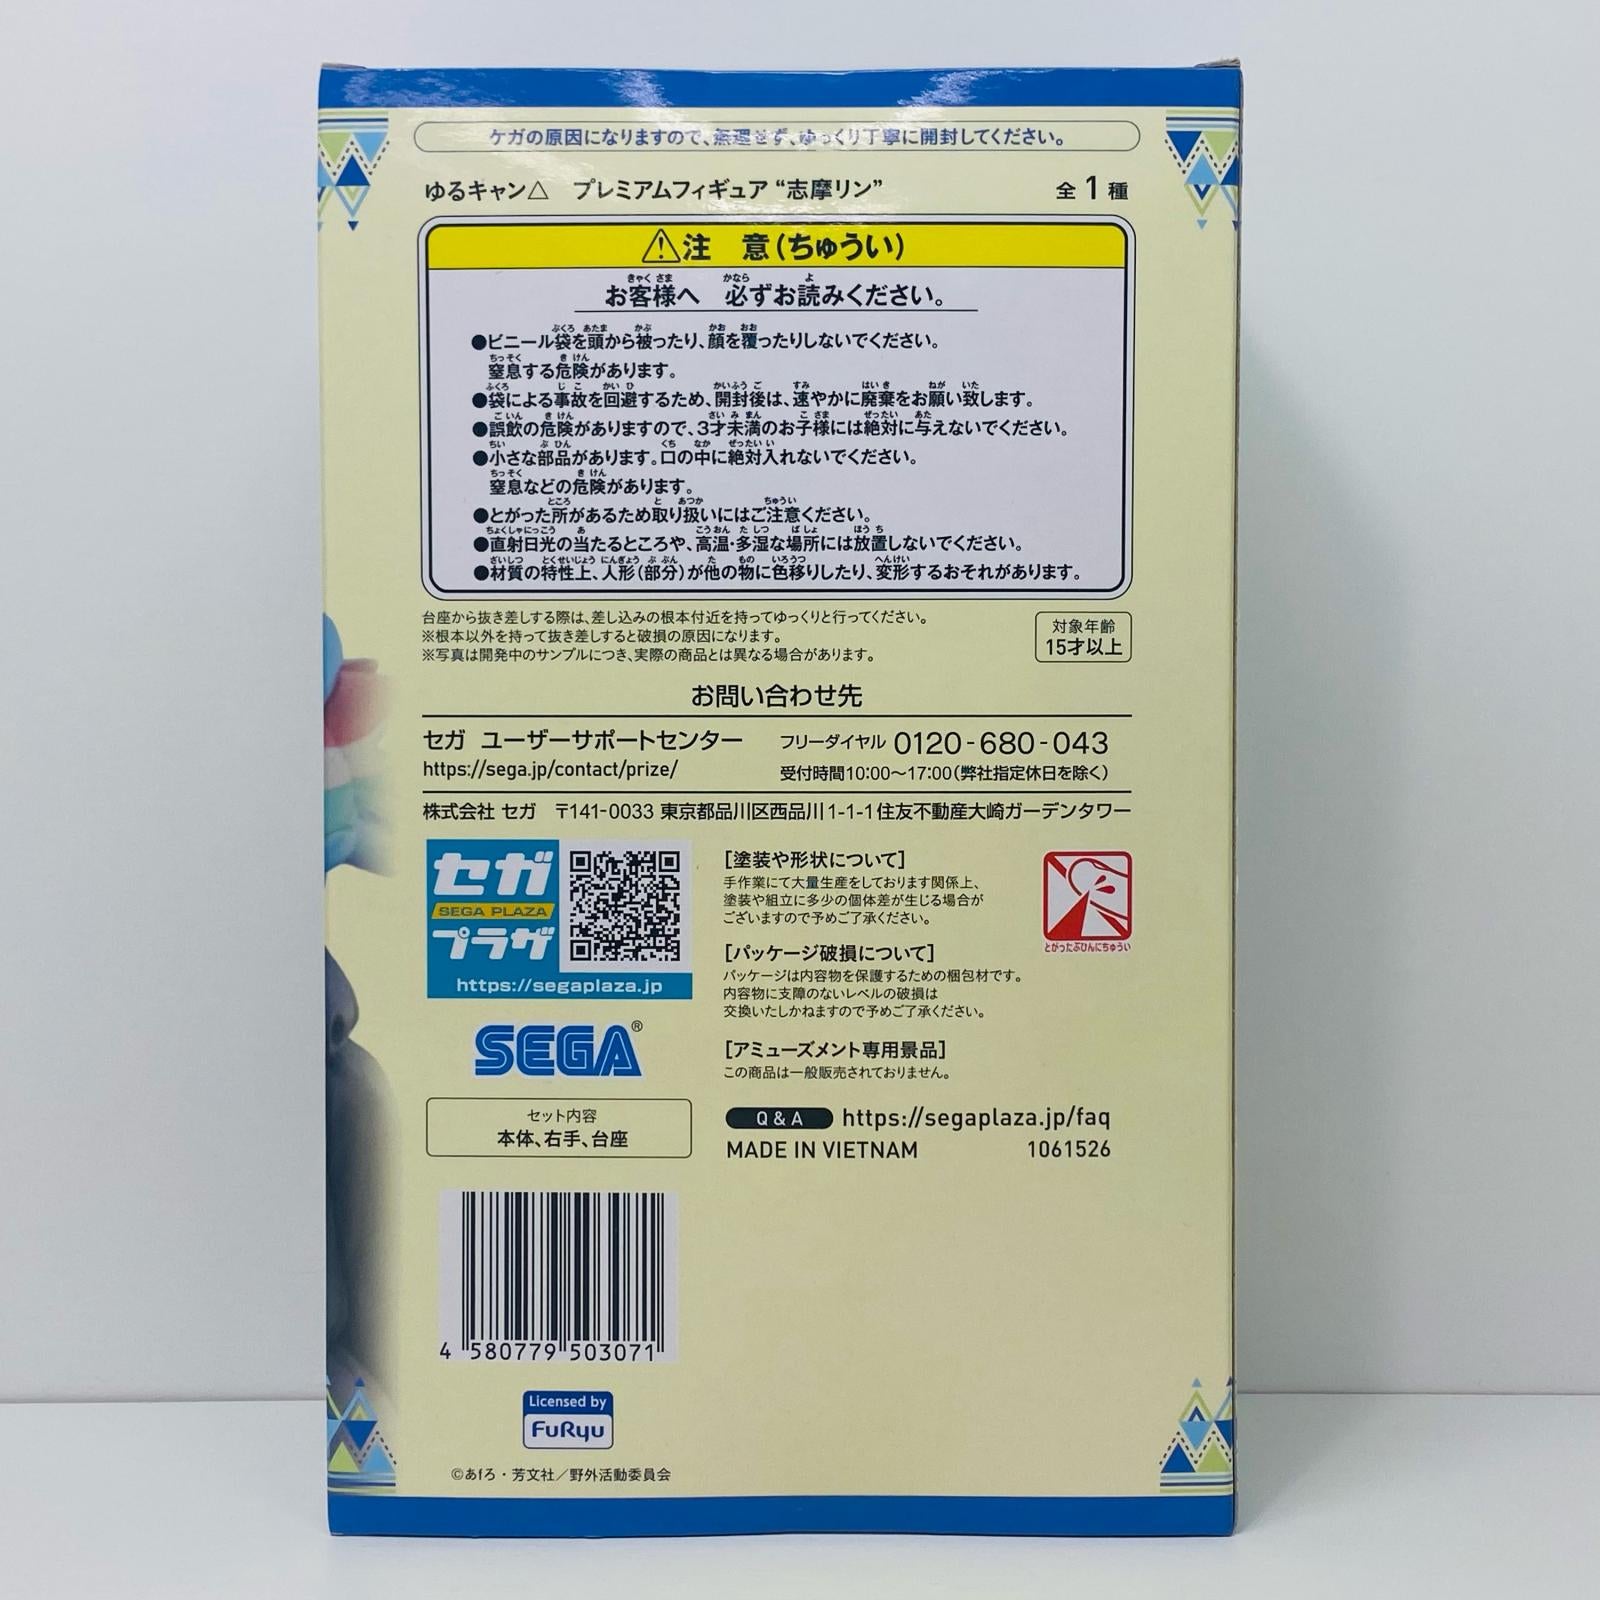 ケガの原因になりますので、無理せず、ゆっくり丁寧に開封してください。
ゆるキャン△ プレミアムフィギュア“志摩リン” 全1種
注 意(ちゅうい)
お客様へ 必ずお読みください。
●ビニール袋を頭から被ったり、顔を覆ったりしないでください。
窒息する危険があります。
●袋による事故を回避するため、開封後は、速やかに廃棄をお願い致します。
●誤飲の危険がありますので、3才未満のお子様には絶対に与えないでください。
●小さな部品があります。口の中に絶対入れないでください。
窒息などの危険があります。
●とがった所があるため取り扱いにはご注意ください。
●直射日光の当たるところや、高温・多湿な場所には放置しないでください。
●材質の特性上、人形(部分)が他の物に色移りしたり、変形するおそれがあります。
台座から抜き差しする際は、差し込みの根本付近を持ってゆっくりと行ってください。
※根本以外を持って抜き差しすると破損の原因になります。
※写真は開発中のサンプルにつき、実際の商品とは異なる場合があります。
対象年齢
15才以上
お問い合わせ先
セガ ユーザーサポートセンター フリーダイヤル 0120-680-043
https://sega.jp/contact/prize/ 受付時間10:00〜17:00(弊社指定休日を除く)
株式会社 セガ 〒141-0033 東京都品川区西品川1-1-1住友不動産大崎ガーデンタワー
セガ
SEGA PLAZA
プラザ
https://segaplaza.jp
[塗装や形状について]
手作業にて大量生産をしております関係上、
塗装や組立に多少の個体差が生じる場合が
ございますので予めご了承ください。
とがったぶひんにちゅうい
[パッケージ破損について]
パッケージは内容物を保護するための梱包材です。
内容物に支障のないレベルの破損は
交換いたしかねますので予めご了承ください。
SEGA®
[アミューズメント専用景品]
この商品は一般販売されておりません。
セット内容
本体、右手、台座
Q & A https://segaplaza.jp/faq
MADE IN VIETNAM 1061526
4 580779 503071
Licensed by
FuRyu
©あfろ・芳文社/野外活動委員会